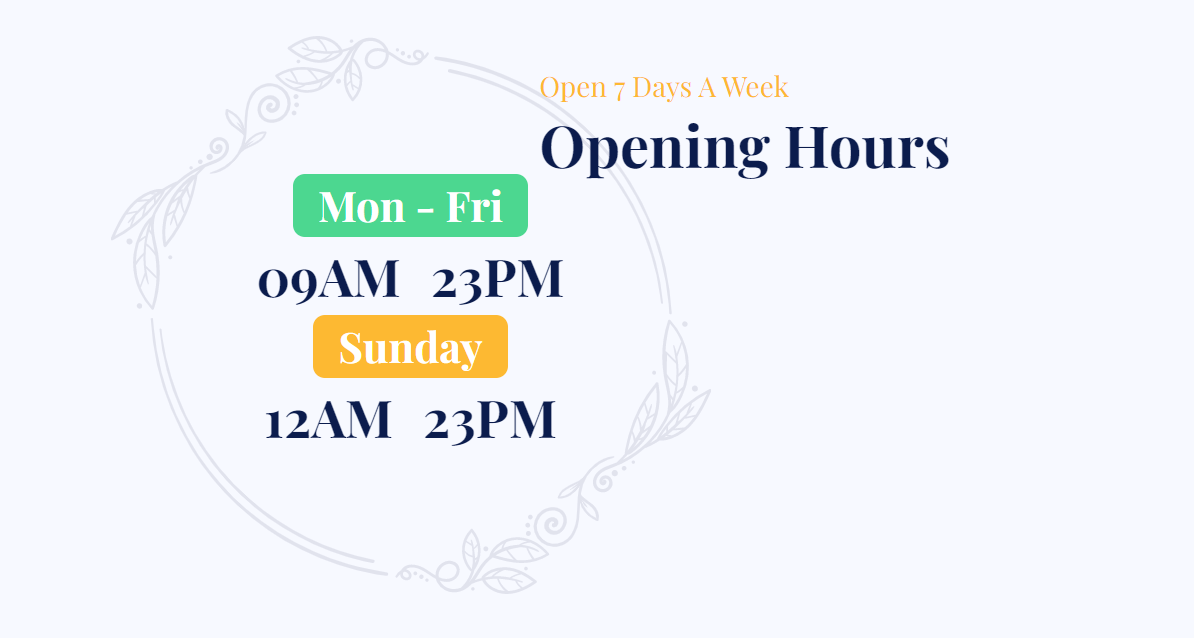 Open 7 Days A Week
Opening Hours
Mon - Fri
09AM 23PM
Sunday
12AM 23PM